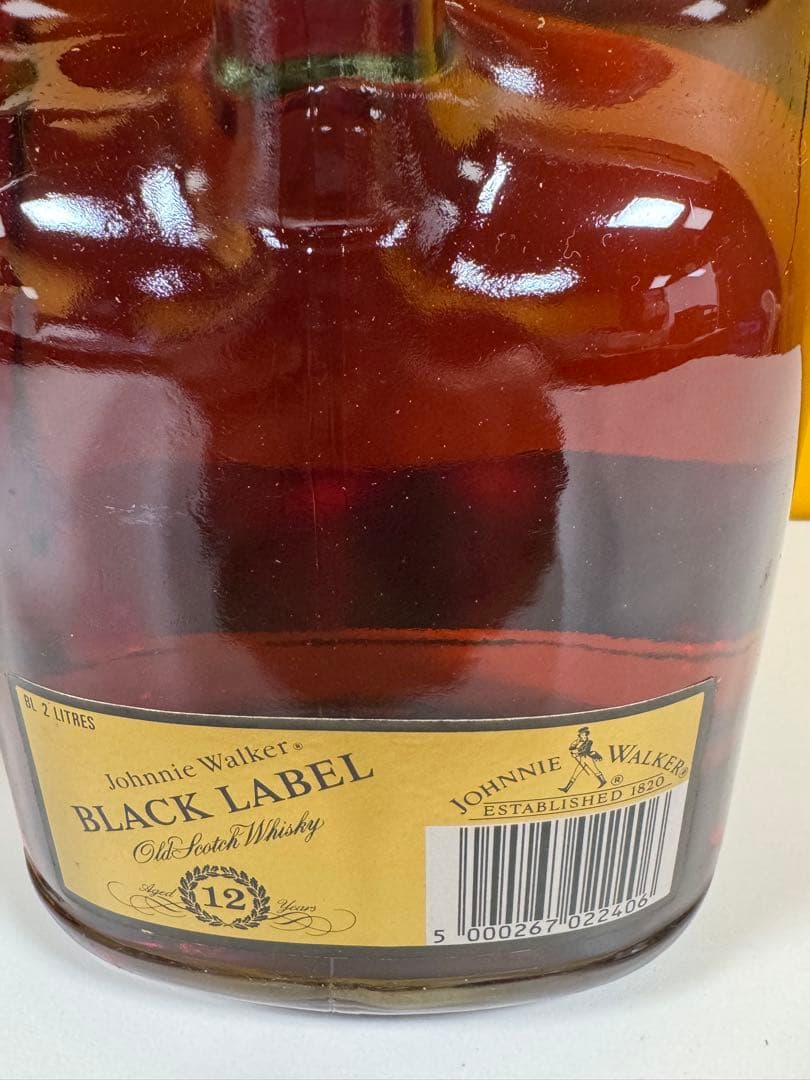 BL 2 LITRES
Johnnie Walker®
BLACK LABEL
Old Scotch Whisky
Aged 12 Years
JOHNNIE WALKER®
®
ESTABLISHED 1820
5 000267 022406